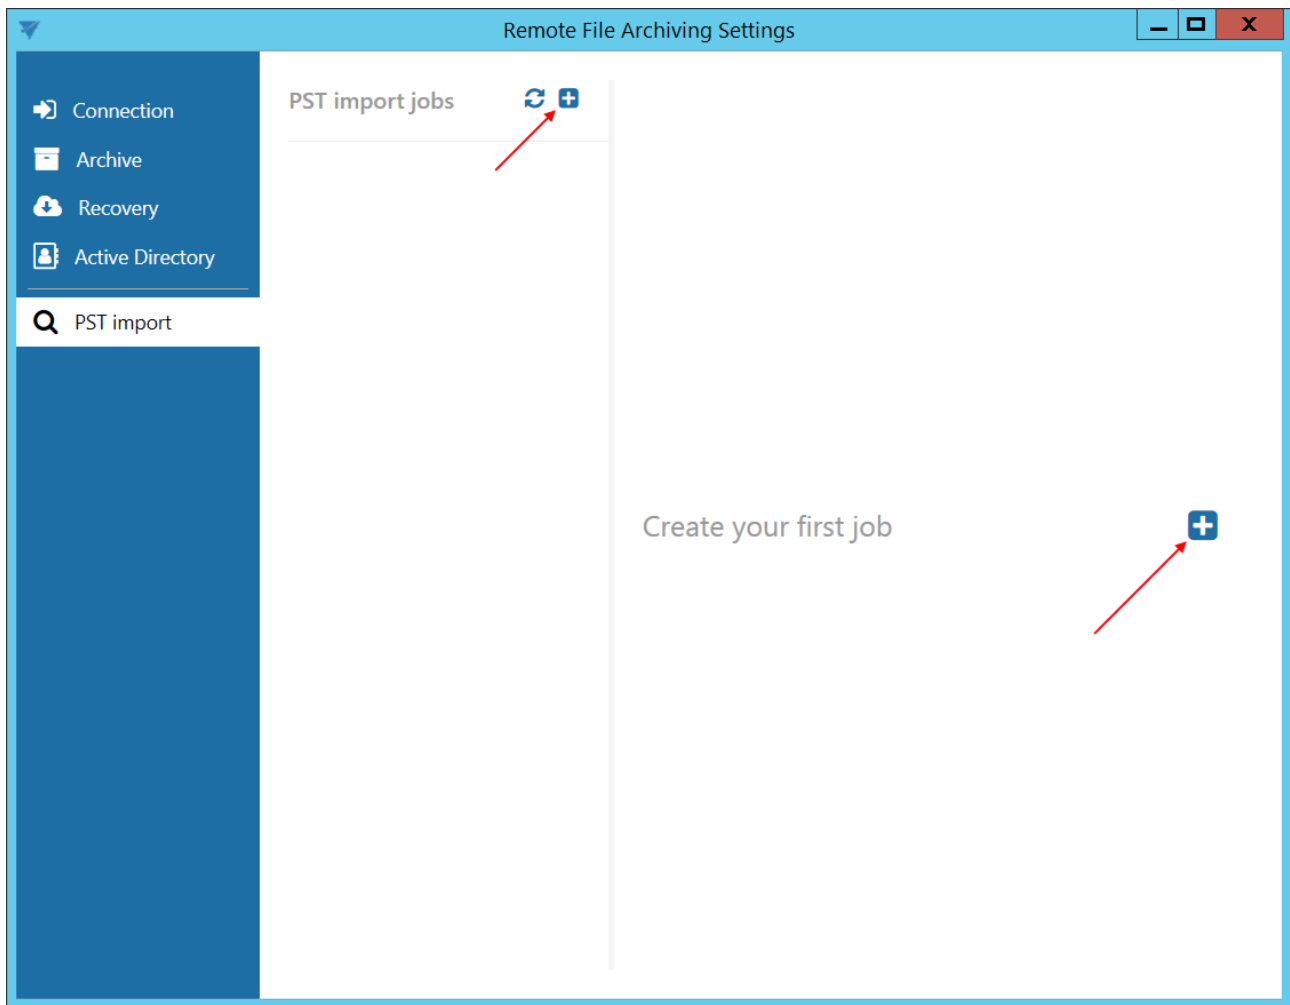 Remote File Archiving Settings
Connection
Archive
Recovery
Active Directory
PST import
PST import jobs
Create your first job